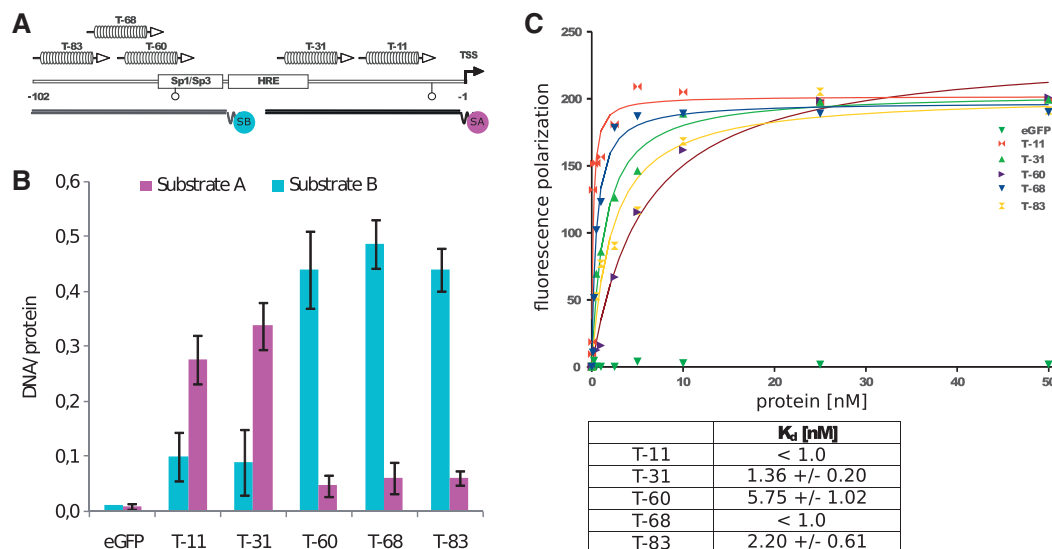 A
T-68
T-83
T-60
T-31
T-11
TSS
Sp1/Sp3
HRE
-102
-1
SB
SA
B
Substrate A
Substrate B
DNA/protein
0,6
0,5
0,4
0,3
0,2
0,1
0,0
eGFP
T-11
T-31
T-60
T-68
T-83
C
fluorescence polarization
250
200
150
100
50
0
0
10
20
30
40
50
protein [nM]
eGFP
T-11
T-31
T-60
T-68
T-83
Kd [nM]
T-11 < 1.0
T-31 1.36 +/- 0.20
T-60 5.75 +/- 1.02
T-68 < 1.0
T-83 2.20 +/- 0.61